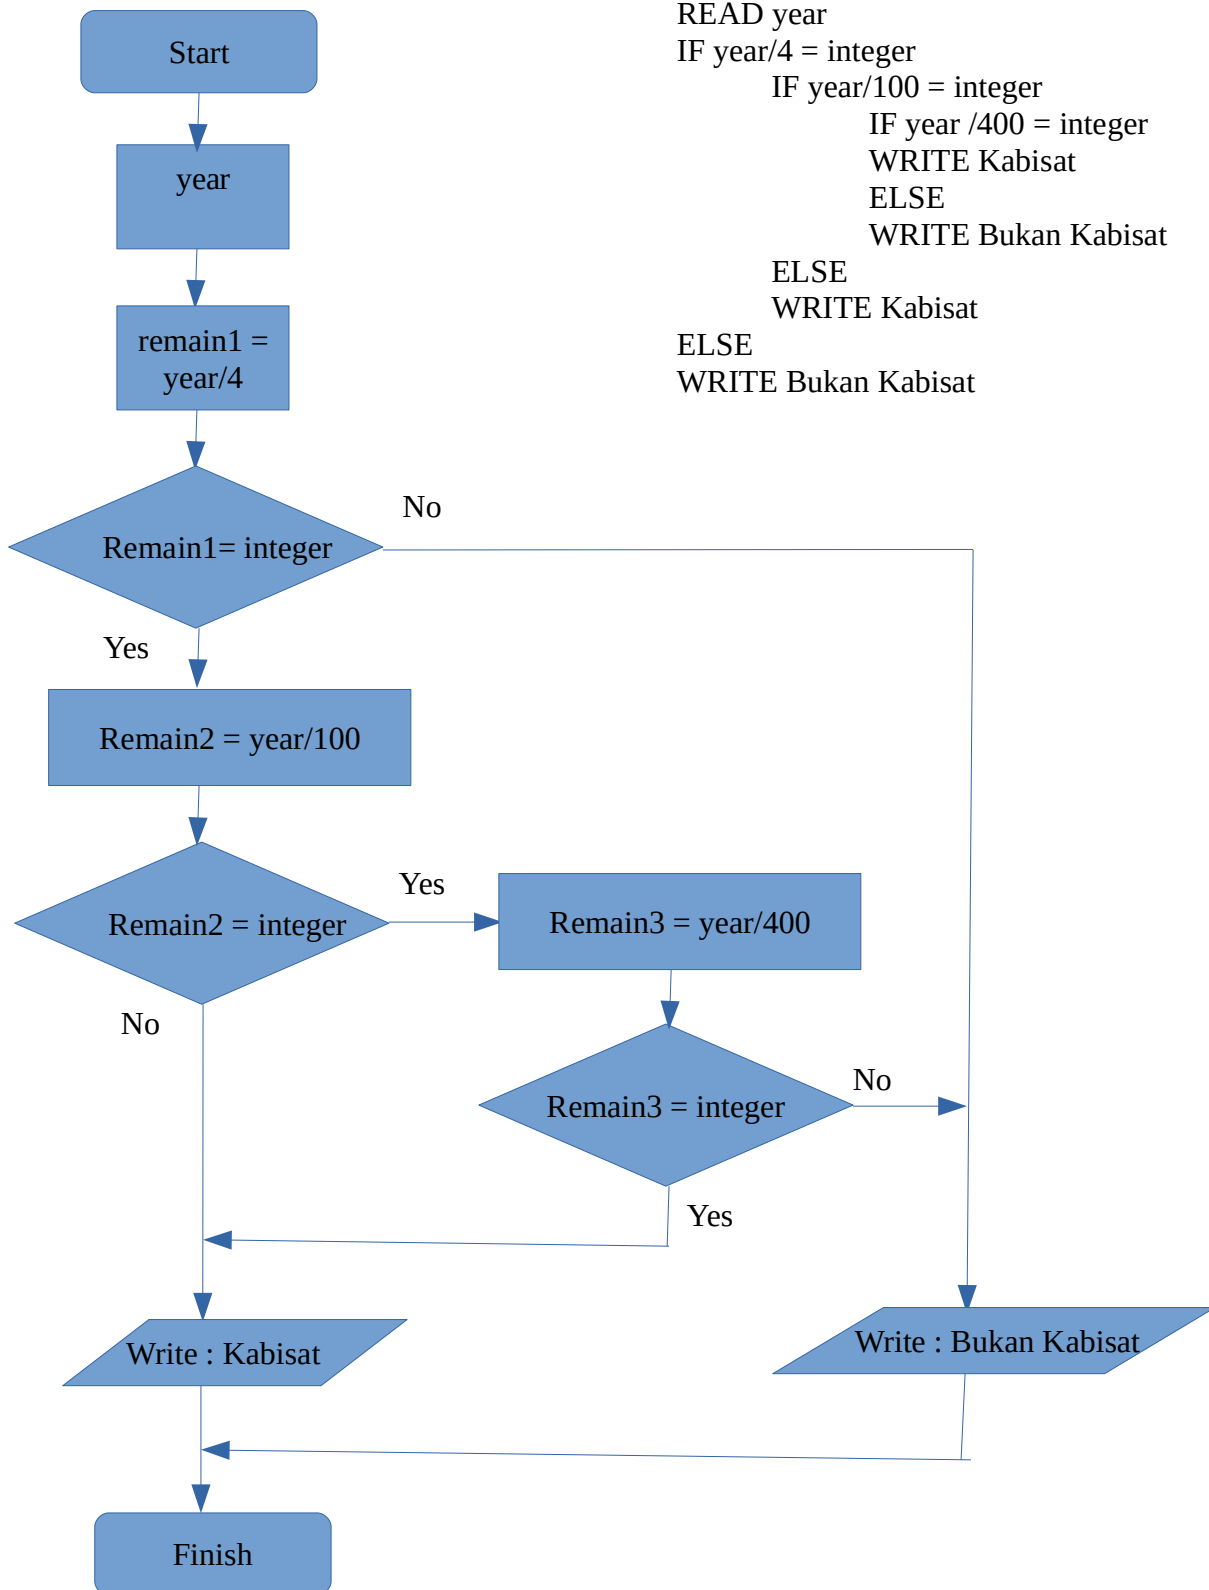 Start
year
remain1 =
year/4
Remain1= integer
No
Yes
Remain2 = year/100
Remain2 = integer
Yes
Remain3 = year/400
No
Remain3 = integer
No
Yes
Write : Kabisat
Write : Bukan Kabisat
Finish
READ year
IF year/4 = integer
IF year/100 = integer
IF year /400 = integer
WRITE Kabisat
ELSE
WRITE Bukan Kabisat
ELSE
WRITE Kabisat
ELSE
WRITE Bukan Kabisat